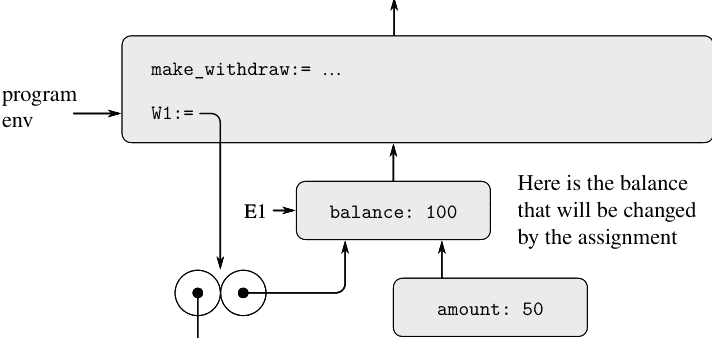 make_withdraw:= ...
program
env
W1:=
Here is the balance
E1
balance: 100
that will be changed
by the assignment
amount: 50